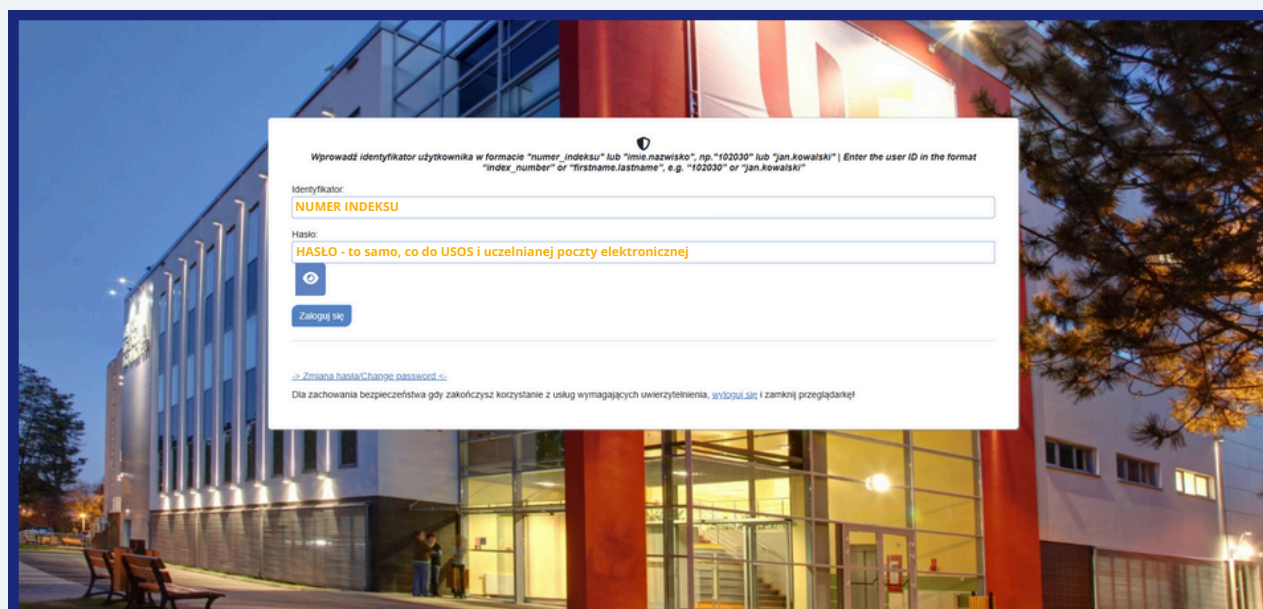 Wprowadź identyfikator użytkownika w formacie "numer_indeksu" lub "imie.nazwisko", np."102030" lub "jan.kowalski" | Enter the user ID in the format
"index_number" or "firstname.lastname", e.g. "102030" or "jan.kowalski"
Identyfikator:
NUMER INDEKSU
Hasło:
HASŁO - to samo, co do USOS i uczelnianej poczty elektronicznej
Zaloguj się
-> Zmiana hasła/Change password <-
Dla zachowania bezpieczeństwa gdy zakończysz korzystanie z usług wymagających uwierzytelnienia, wyloguj się i zamknij przeglądarkę!